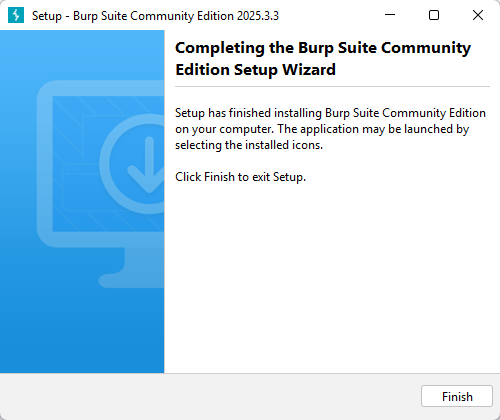 Setup - Burp Suite Community Edition 2025.3.3
Completing the Burp Suite Community
Edition Setup Wizard
Setup has finished installing Burp Suite Community Edition
on your computer. The application may be launched by
selecting the installed icons.
Click Finish to exit Setup.
Finish